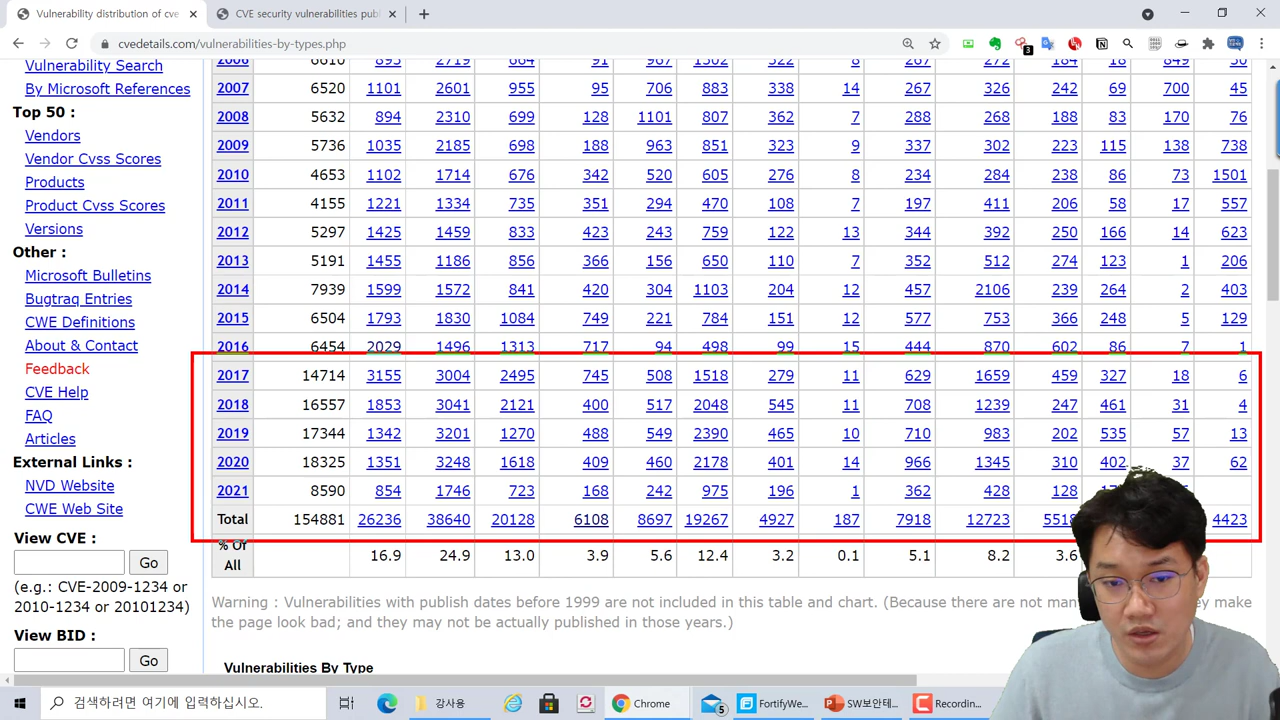 Vulnerability distribution of cve
CVE security vulnerabilities publ
cvedetails.com/vulnerabilities-by-types.php
3
Vulnerability Search
By Microsoft References
Top 50 :
Vendors
Vendor Cvss Scores
Products
Product Cvss Scores
Versions
Other :
Microsoft Bulletins
Bugtraq Entries
CWE Definitions
About & Contact
Feedback
CVE Help
FAQ
Articles
External Links :
NVD Website
CWE Web Site
View CVE :
Go
(e.g.: CVE-2009-1234 or
2010-1234 or 20101234)
View BID :
Go
2007 6520 1101 2601 955 95 706 883 338 14 267 326 242 69 700 45
2008 5632 894 2310 699 128 1101 807 362 7 288 268 188 83 170 76
2009 5736 1035 2185 698 188 963 851 323 9 337 302 223 115 138 738
2010 4653 1102 1714 676 342 520 605 276 8 234 284 238 86 73 1501
2011 4155 1221 1334 735 351 294 470 108 7 197 411 206 58 17 557
2012 5297 1425 1459 833 423 243 759 122 13 344 392 250 166 14 623
2013 5191 1455 1186 856 366 156 650 110 7 352 512 274 123 1 206
2014 7939 1599 1572 841 420 304 1103 204 12 457 2106 239 264 2 403
2015 6504 1793 1830 1084 749 221 784 151 12 577 753 366 248 5 129
2016 6454 2029 1496 1313 717 94 498 99 15 444 870 602 86 7 1
2017 14714 3155 3004 2495 745 508 1518 279 11 629 1659 459 327 18 6
2018 16557 1853 3041 2121 400 517 2048 545 11 708 1239 247 461 31 4
2019 17344 1342 3201 1270 488 549 2390 465 10 710 983 202 535 57 13
2020 18325 1351 3248 1618 409 460 2178 401 14 966 1345 310 402 37 62
2021 8590 854 1746 723 168 242 975 196 1 362 428 128
Total 154881 26236 38640 20128 6108 8697 19267 4927 187 7918 12723 5518 4423
% Of
All 16.9 24.9 13.0 3.9 5.6 12.4 3.2 0.1 5.1 8.2 3.6
Warning : Vulnerabilities with publish dates before 1999 are not included in this table and chart. (Because there are not many make
the page look bad; and they may not be actually published in those years.)
Vulnerabilities By Type
검색하려면 여기에 입력하십시오.
강사용
Chrome
5
FortifyWe...
SW보안테...
Recordin...